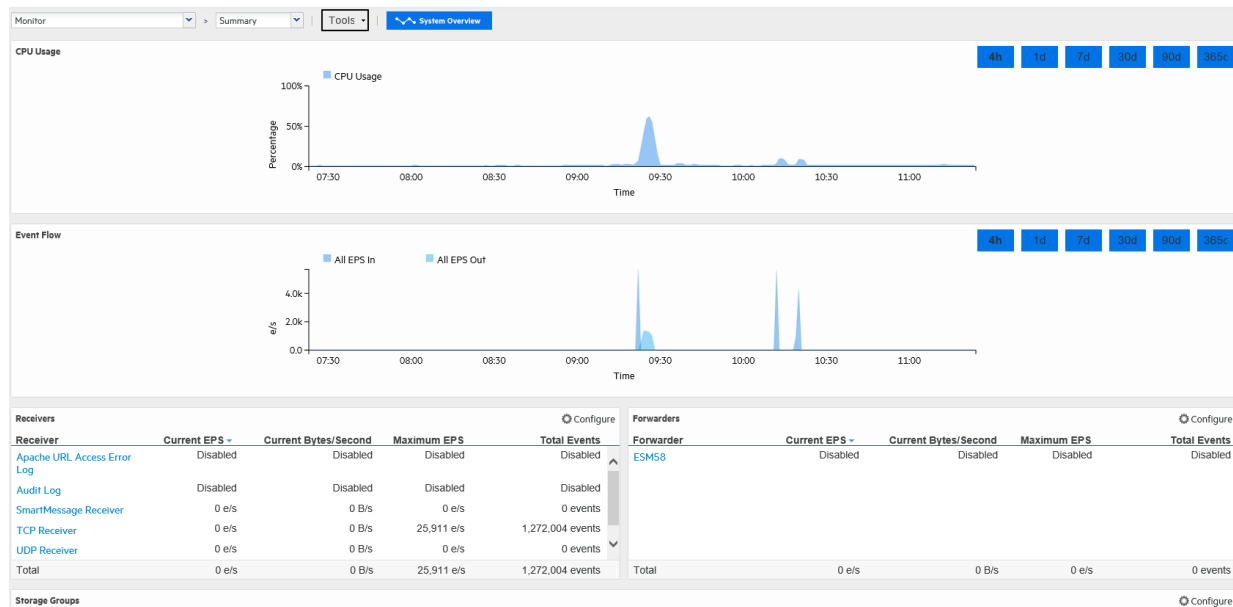 Monitor > Summary | Tools | System Overview
CPU Usage
4h 1d 7d 30d 90d 365c
CPU Usage
100%
50%
0%
Percentage
07:30 08:00 08:30 09:00 09:30 10:00 10:30 11:00
Time
Event Flow
4h 1d 7d 30d 90d 365c
All EPS In All EPS Out
4.0k
2.0k
0.0
e/s
07:30 08:00 08:30 09:00 09:30 10:00 10:30 11:00
Time
Receivers Configure
Receiver Current EPS Current Bytes/Second Maximum EPS Total Events
Apache URL Access Error Disabled Disabled Disabled Disabled
Log
Audit Log Disabled Disabled Disabled Disabled
SmartMessage Receiver 0 e/s 0 B/s 0 e/s 0 events
TCP Receiver 0 e/s 0 B/s 25,911 e/s 1,272,004 events
UDP Receiver 0 e/s 0 B/s 0 e/s 0 events
Total 0 e/s 0 B/s 25,911 e/s 1,272,004 events
Forwarders Configure
Forwarder Current EPS Current Bytes/Second Maximum EPS Total Events
ESM58 Disabled Disabled Disabled Disabled
Total 0 e/s 0 B/s 0 e/s 0 events
Storage Groups Configure